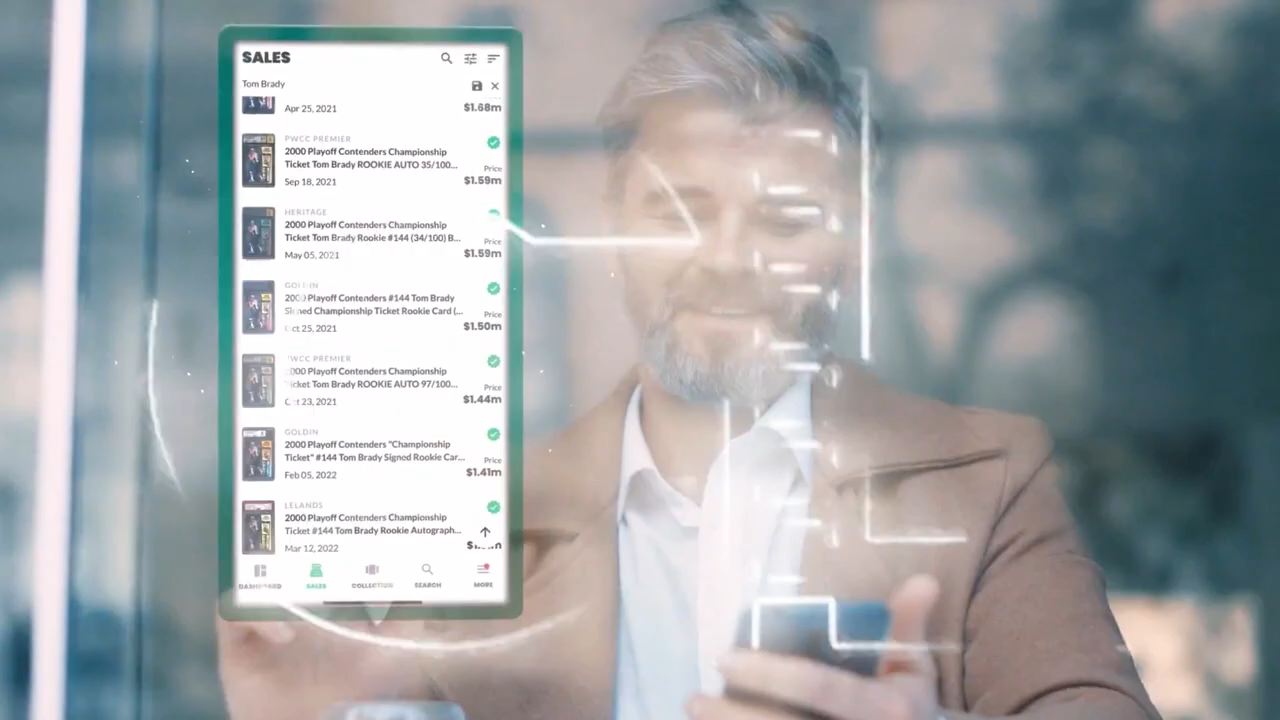 SALES
Tom Brady
Apr 25, 2021
$1.68m
PWCC PREMIER
2000 Playoff Contenders Championship
Ticket Tom Brady ROOKIE AUTO 35/100...
Price
Sep 18, 2021
$1.59m
HERITAGE
2000 Playoff Contenders Championship
Ticket Tom Brady Rookie #144 (34/100) B...
Price
May 05, 2021
$1.59m
GOLDIN
2000 Playoff Contenders #144 Tom Brady
Signed Championship Ticket Rookie Card (...
Price
Oct 25, 2021
$1.50m
PWCC PREMIER
2000 Playoff Contenders Championship
Ticket Tom Brady ROOKIE AUTO 97/100...
Price
Oct 23, 2021
$1.44m
GOLDIN
2000 Playoff Contenders "Championship
Ticket" #144 Tom Brady Signed Rookie Car...
Price
Feb 05, 2022
$1.41m
LELANDS
2000 Playoff Contenders Championship
Ticket #144 Tom Brady Rookie Autograph...
Mar 12, 2022
DASHBOARD
SALES
COLLECTION
SEARCH
MORE